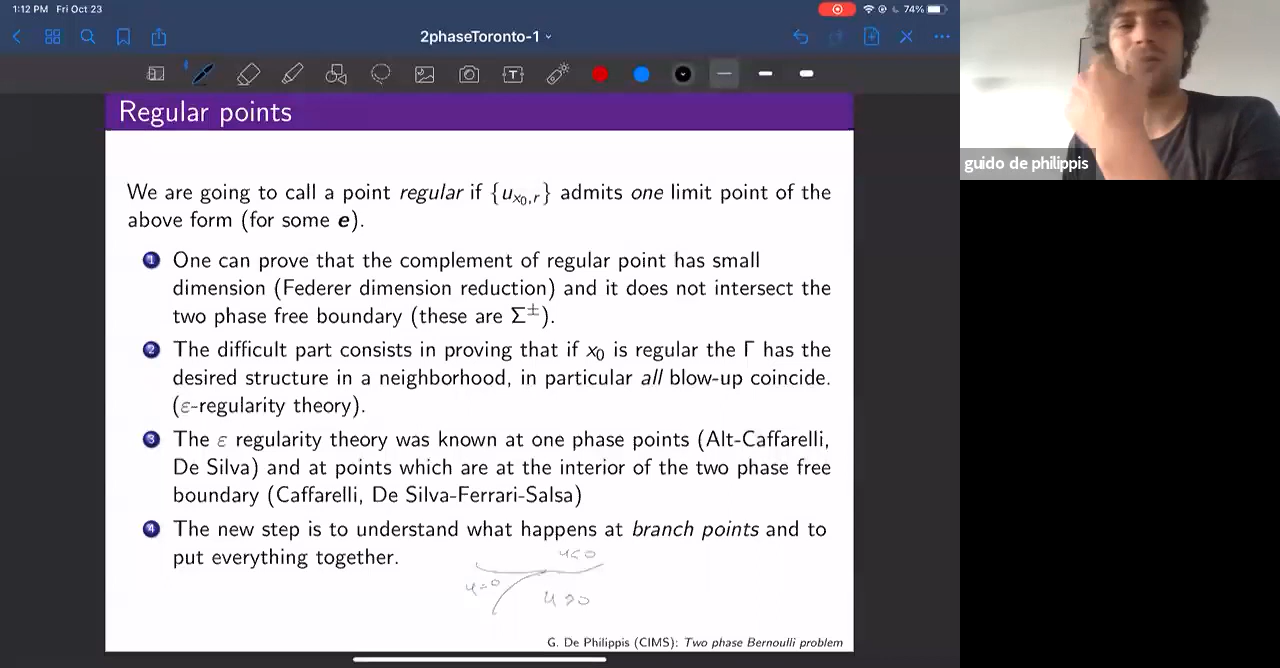 1:12 PM Fri Oct 23
74%
2phaseToronto-1
T
Regular points
We are going to call a point regular if {u_{x_0,r}} admits one limit point of the
above form (for some e).
1 One can prove that the complement of regular point has small
dimension (Federer dimension reduction) and it does not intersect the
two phase free boundary (these are Σ^±).
2 The difficult part consists in proving that if x_0 is regular the Γ has the
desired structure in a neighborhood, in particular all blow-up coincide.
(ε-regularity theory).
3 The ε regularity theory was known at one phase points (Alt-Caffarelli,
De Silva) and at points which are at the interior of the two phase free
boundary (Caffarelli, De Silva-Ferrari-Salsa)
4 The new step is to understand what happens at branch points and to
put everything together.
u<0
u=0
u>0
G. De Philippis (CIMS): Two phase Bernoulli problem
guido de philippis